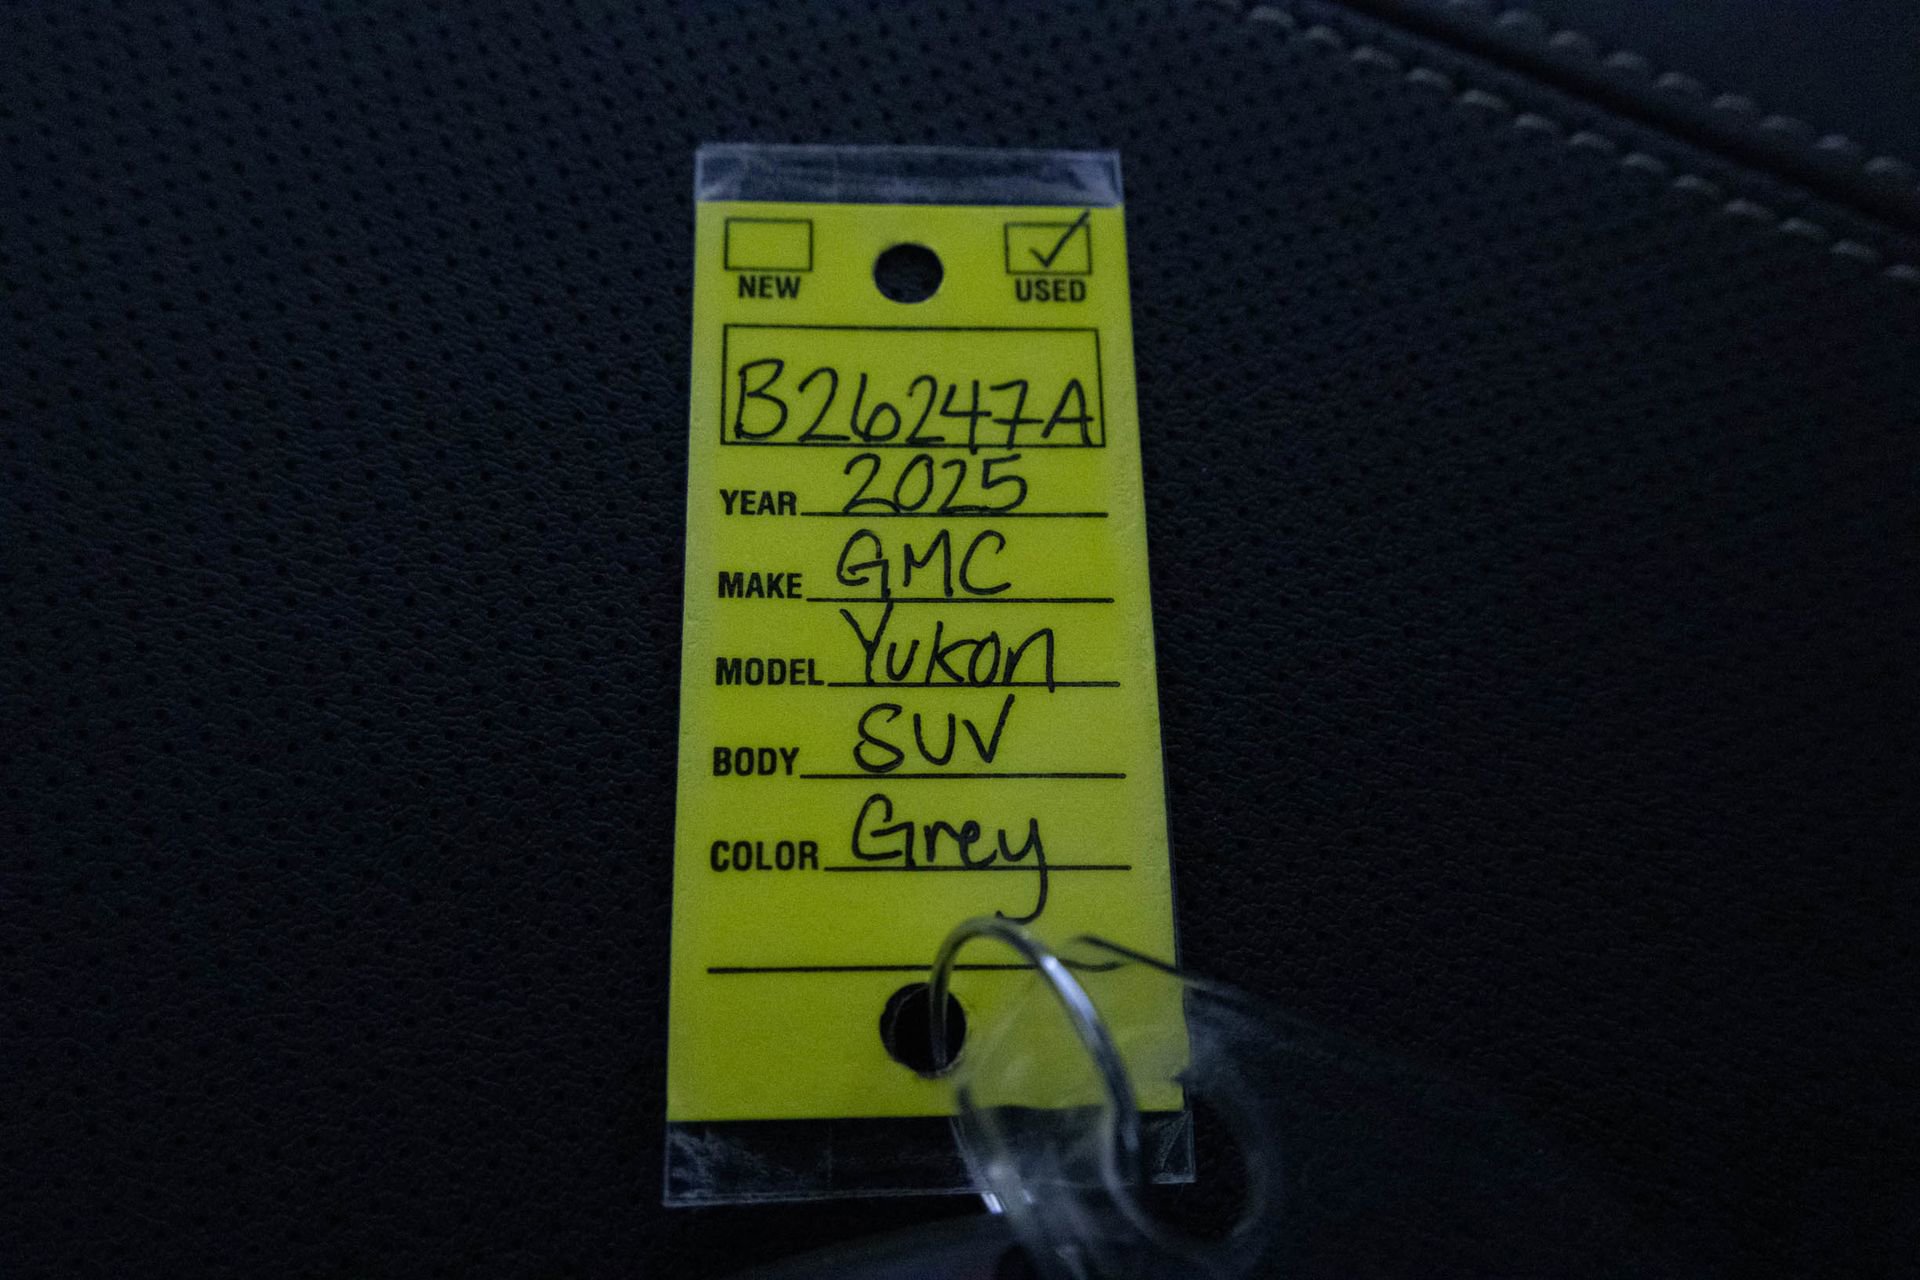 NEW USED
B26247A
YEAR 2025
MAKE GMC
MODEL Yukon
BODY SUV
COLOR Grey